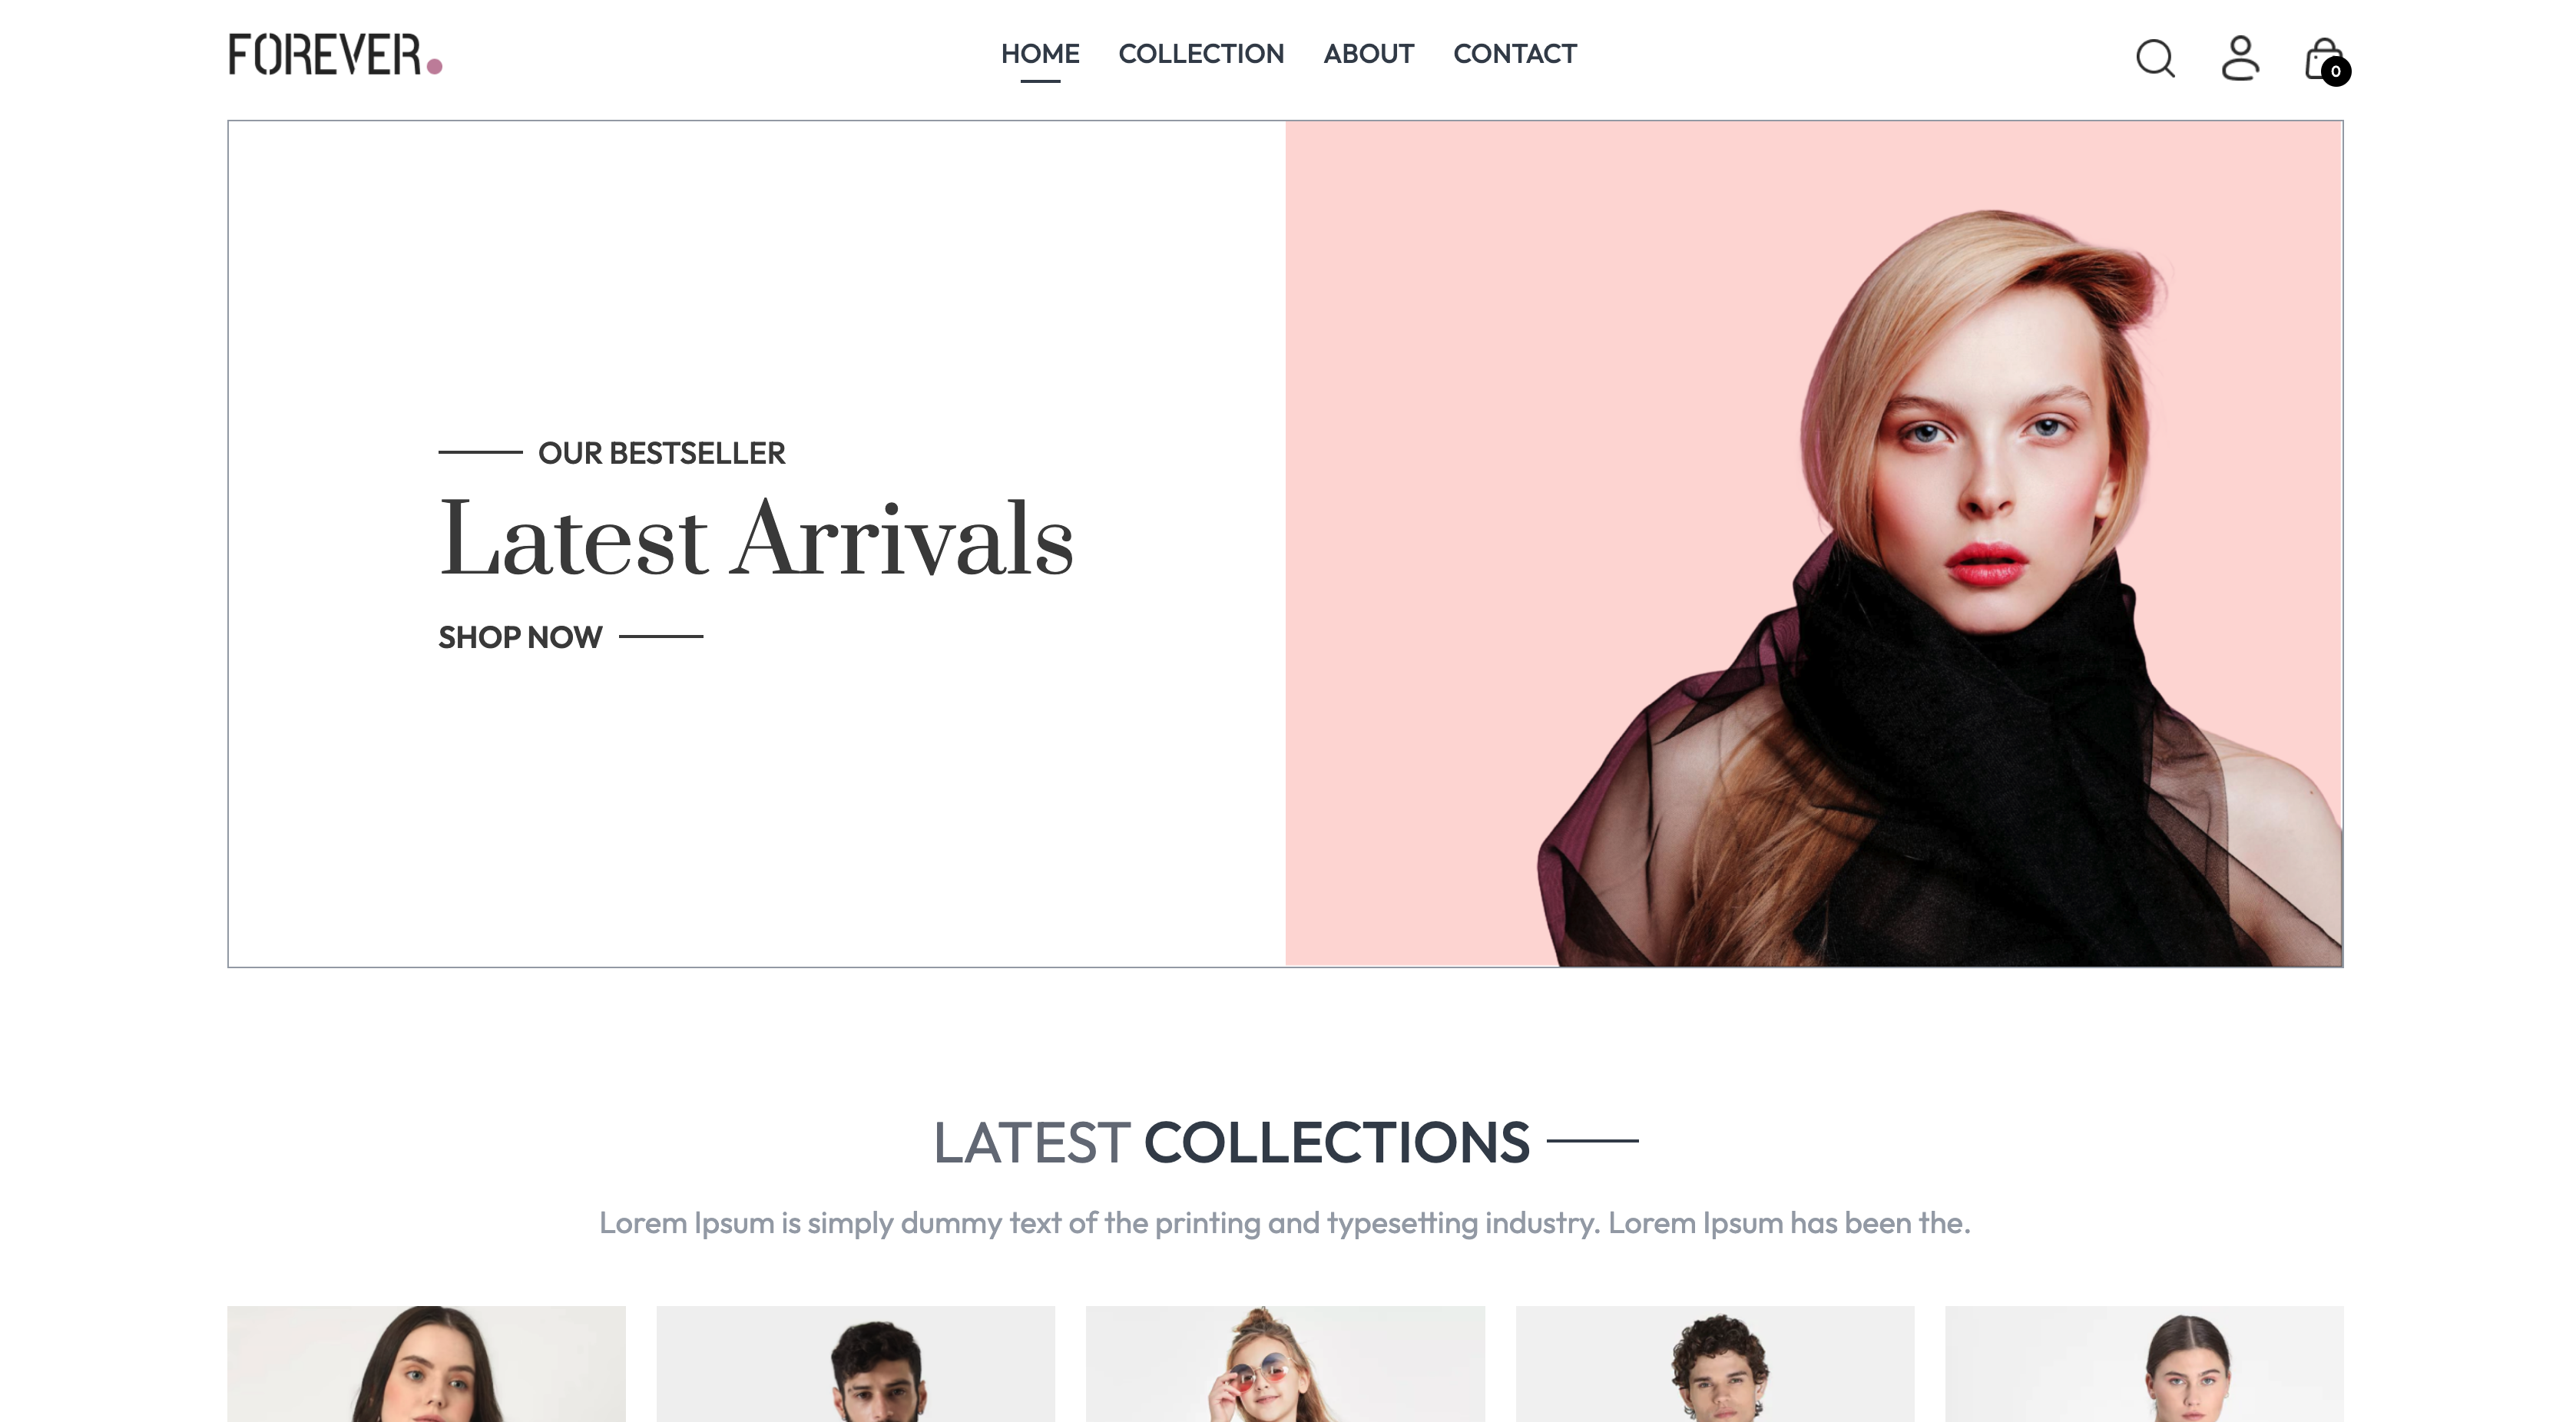 FOREVER.
HOME COLLECTION ABOUT CONTACT
0
OUR BESTSELLER
Latest Arrivals
SHOP NOW
LATEST COLLECTIONS
Lorem Ipsum is simply dummy text of the printing and typesetting industry. Lorem Ipsum has been the.